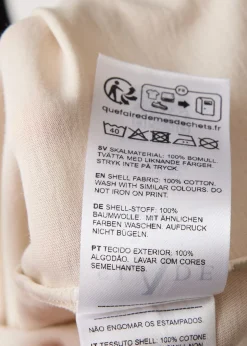 quefairedemesdechets.fr
40
SV SKALMATERIAL: 100% BOMULL
TVÄTTA MED LIKNANDE FÄRGER.
STRYK INTE PÅ TRYCK.
EN SHELL FABRIC: 100% COTTON.
WASH WITH SIMILAR COLOURS. DO
NOT IRON ON PRINT.
DE SHELL-STOFF: 100%
BAUMWOLLE. MIT ÄHNLICHEN
FARBEN WASCHEN. AUFDRUCK
NICHT BÜGELN.
PT TECIDO EXTERIOR: 100%
ALGODÃO. LAVAR COM CORES
SEMELHANTES.
NÃO ENGOMAR OS ESTAMPADOS.
IT TESSUTO SHELL: 100% COTONE